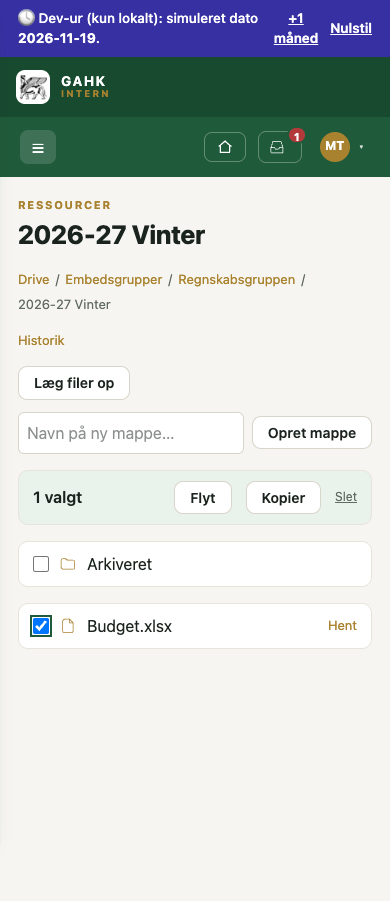 Dev-ur (kun lokalt): simuleret dato
2026-11-19.
+1
måned
Nulstil
GAHK
INTERN
1
MT
RESSOURCER
2026-27 Vinter
Drive / Embedsgrupper / Regnskabsgruppen /
2026-27 Vinter
Historik
Læg filer op
Navn på ny mappe...
Opret mappe
1 valgt
Flyt
Kopier
Slet
Arkiveret
Budget.xlsx
Hent